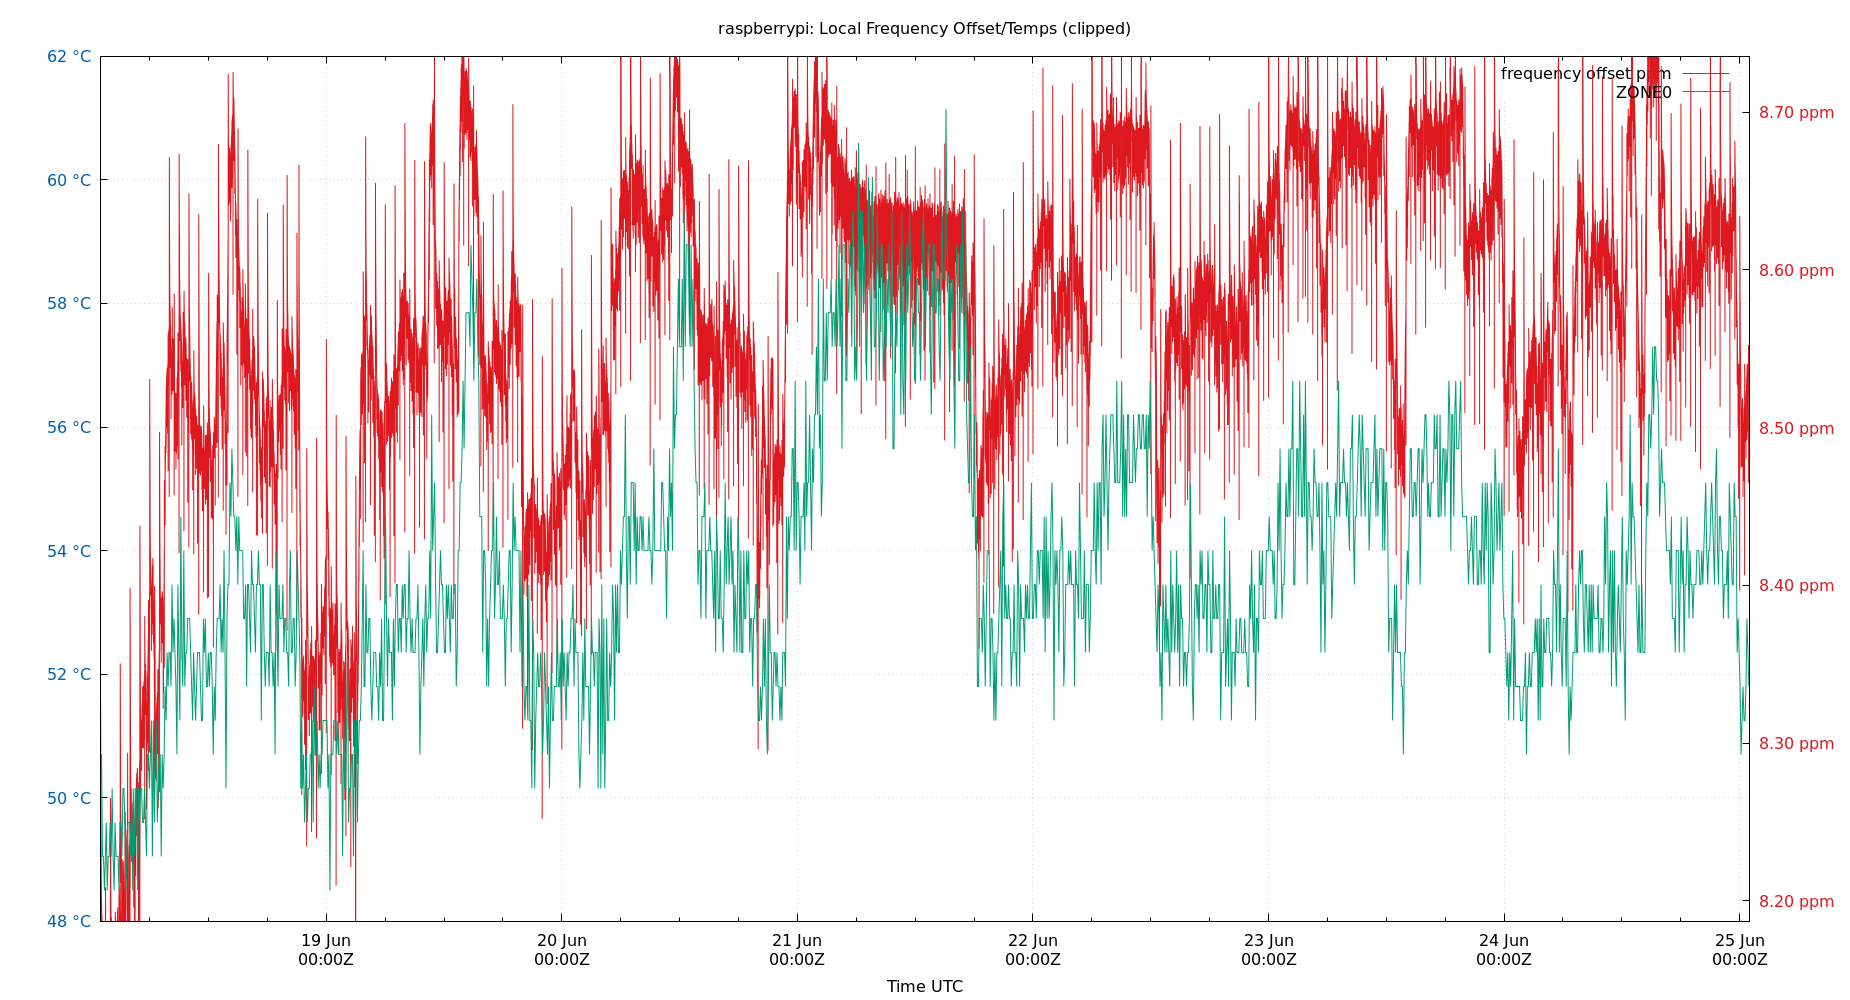 raspberrypi: Local Frequency Offset/Temps (clipped)
62 °C
60 °C
58 °C
56 °C
54 °C
52 °C
50 °C
48 °C
frequency offset ppm
ZONE0
8.70 ppm
8.60 ppm
8.50 ppm
8.40 ppm
8.30 ppm
8.20 ppm
19 Jun
00:00Z
20 Jun
00:00Z
21 Jun
00:00Z
22 Jun
00:00Z
23 Jun
00:00Z
24 Jun
00:00Z
25 Jun
00:00Z
Time UTC